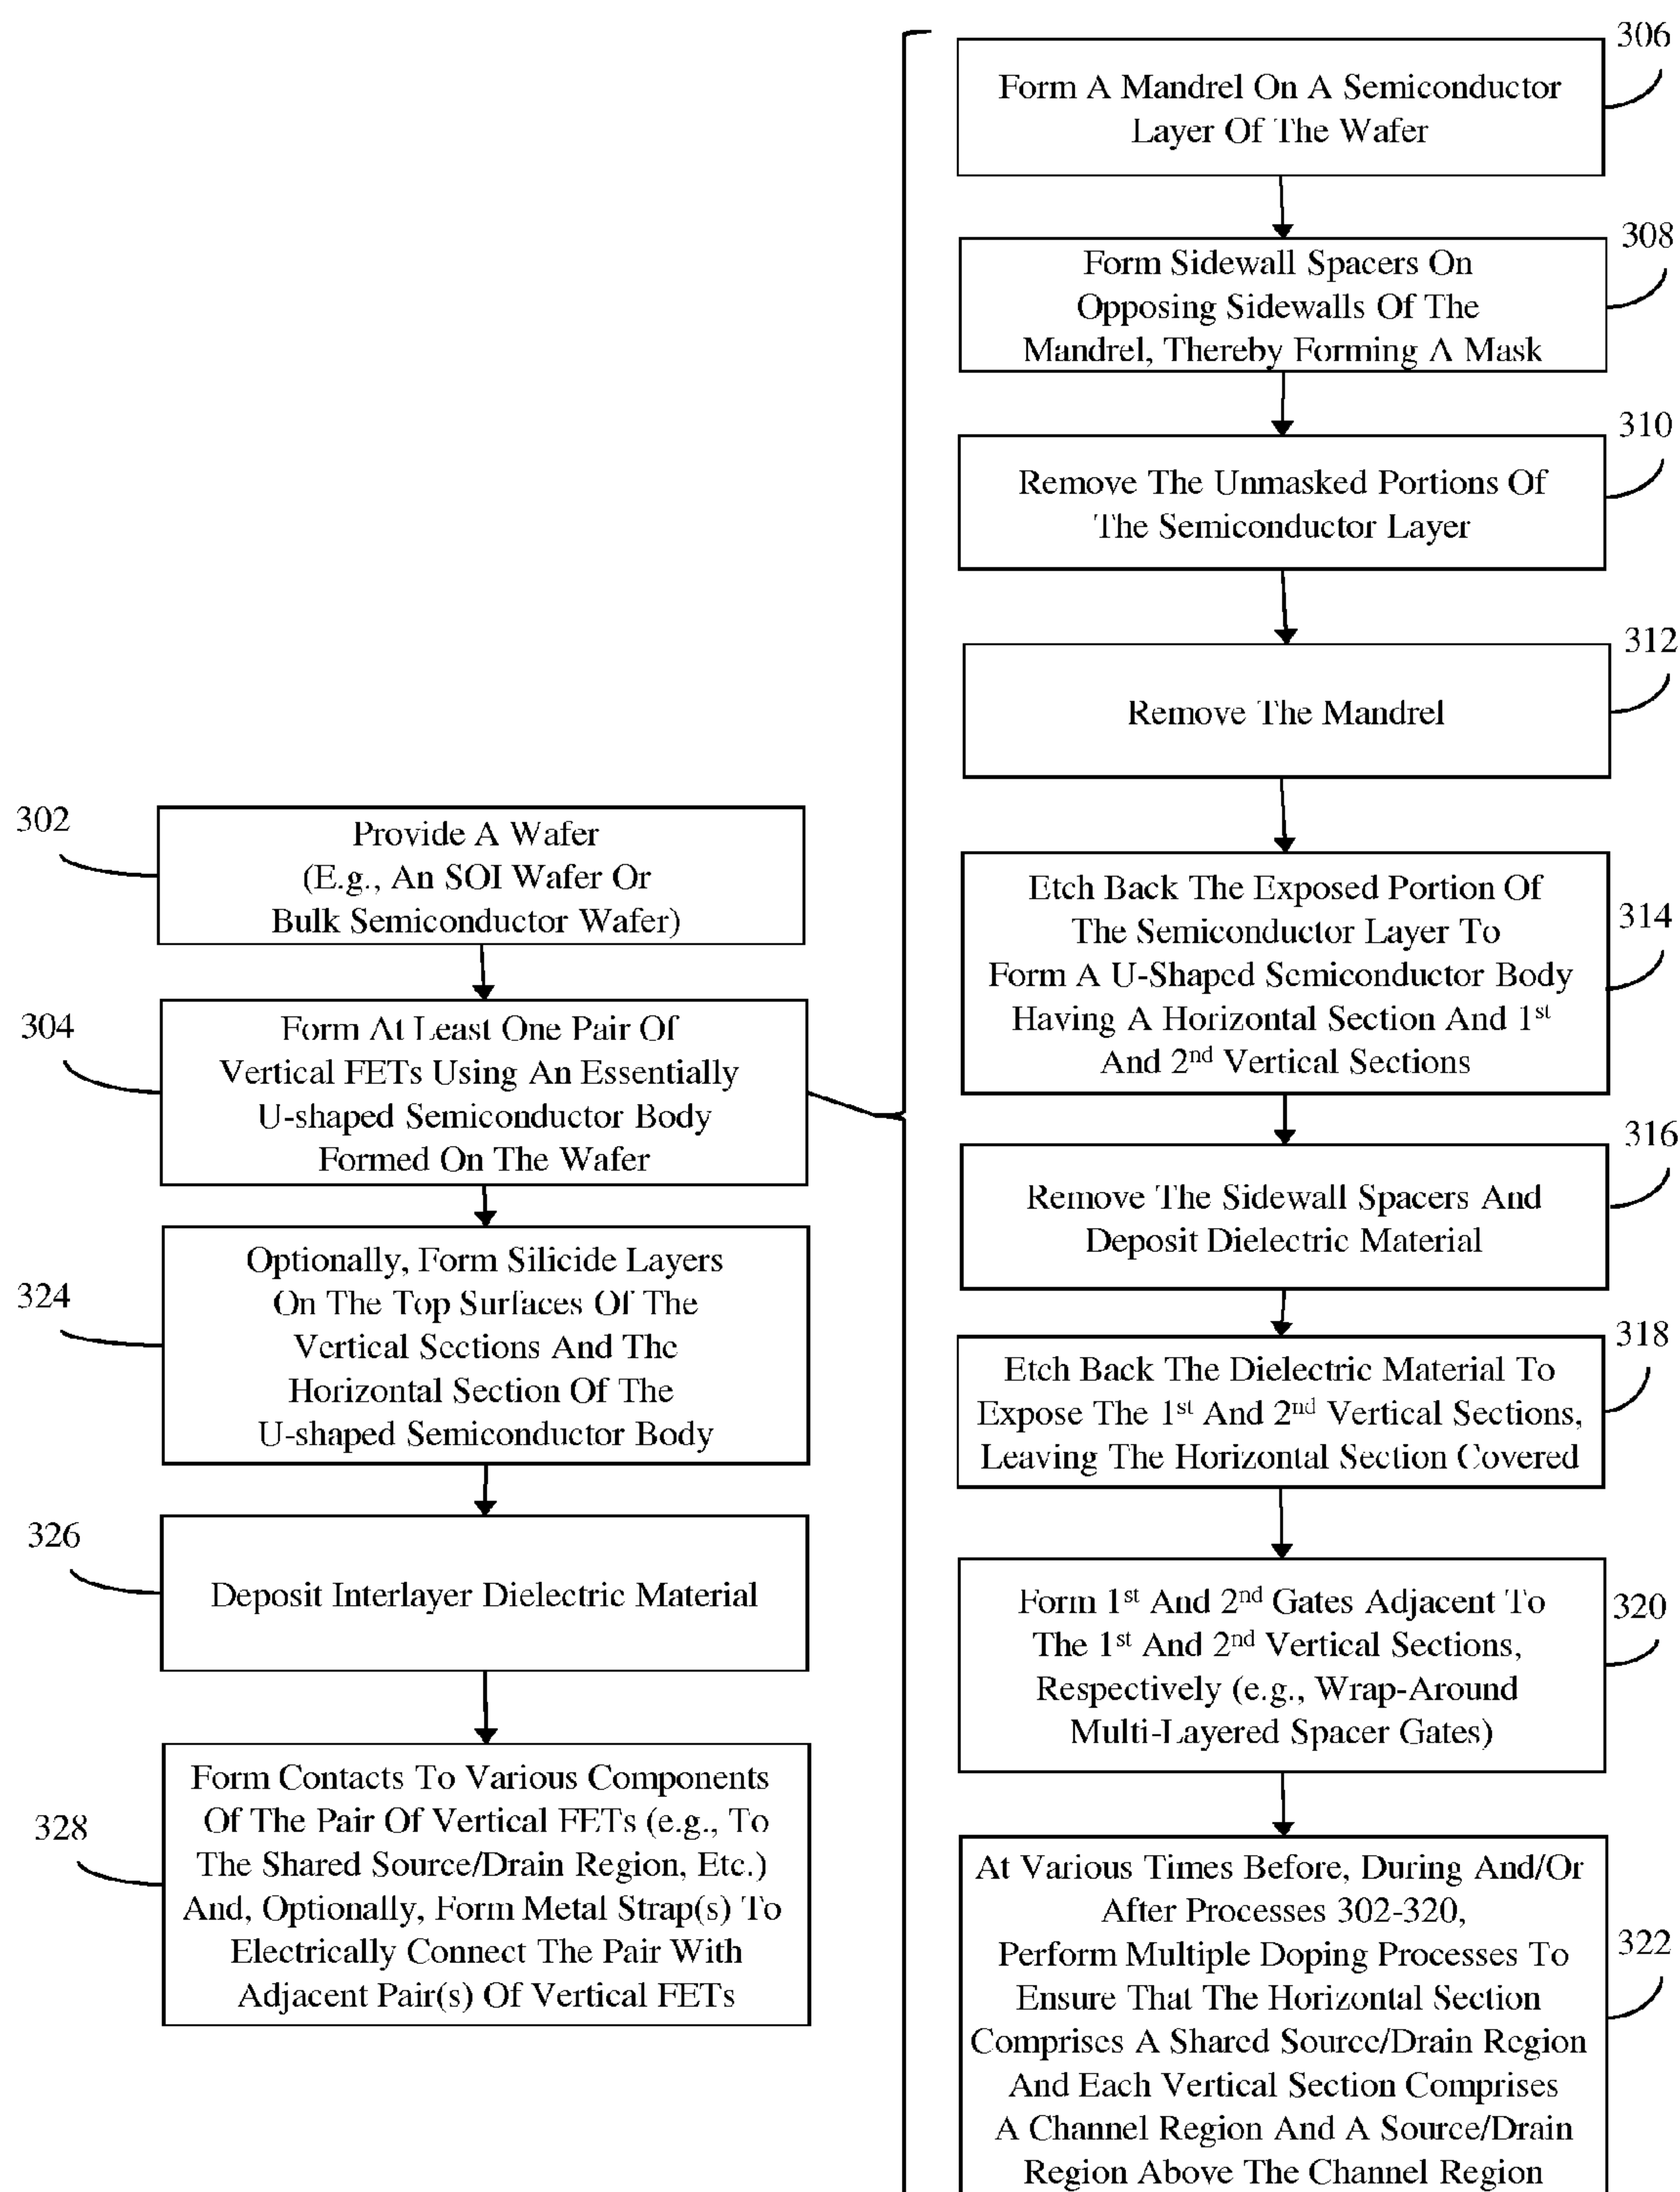 302
Provide A Wafer
(E.g., An SOI Wafer Or
Bulk Semiconductor Wafer)
304
Form At Least One Pair Of
Vertical FETs Using An Essentially
U-shaped Semiconductor Body
Formed On The Wafer
324
Optionally, Form Silicide Layers
On The Top Surfaces Of The
Vertical Sections And The
Horizontal Section Of The
U-shaped Semiconductor Body
326
Deposit Interlayer Dielectric Material
328
Form Contacts To Various Components
Of The Pair Of Vertical FETs (e.g., To
The Shared Source/Drain Region, Etc.)
And, Optionally, Form Metal Strap(s) To
Electrically Connect The Pair With
Adjacent Pair(s) Of Vertical FETs
306
Form A Mandrel On A Semiconductor
Layer Of The Wafer
308
Form Sidewall Spacers On
Opposing Sidewalls Of The
Mandrel, Thereby Forming A Mask
310
Remove The Unmasked Portions Of
The Semiconductor Layer
312
Remove The Mandrel
314
Etch Back The Exposed Portion Of
The Semiconductor Layer To
Form A U-Shaped Semiconductor Body
Having A Horizontal Section And 1st
And 2nd Vertical Sections
316
Remove The Sidewall Spacers And
Deposit Dielectric Material
318
Etch Back The Dielectric Material To
Expose The 1st And 2nd Vertical Sections,
Leaving The Horizontal Section Covered
320
Form 1st And 2nd Gates Adjacent To
The 1st And 2nd Vertical Sections,
Respectively (e.g., Wrap-Around
Multi-Layered Spacer Gates)
322
At Various Times Before, During And/Or
After Processes 302-320,
Perform Multiple Doping Processes To
Ensure That The Horizontal Section
Comprises A Shared Source/Drain Region
And Each Vertical Section Comprises
A Channel Region And A Source/Drain
Region Above The Channel Region